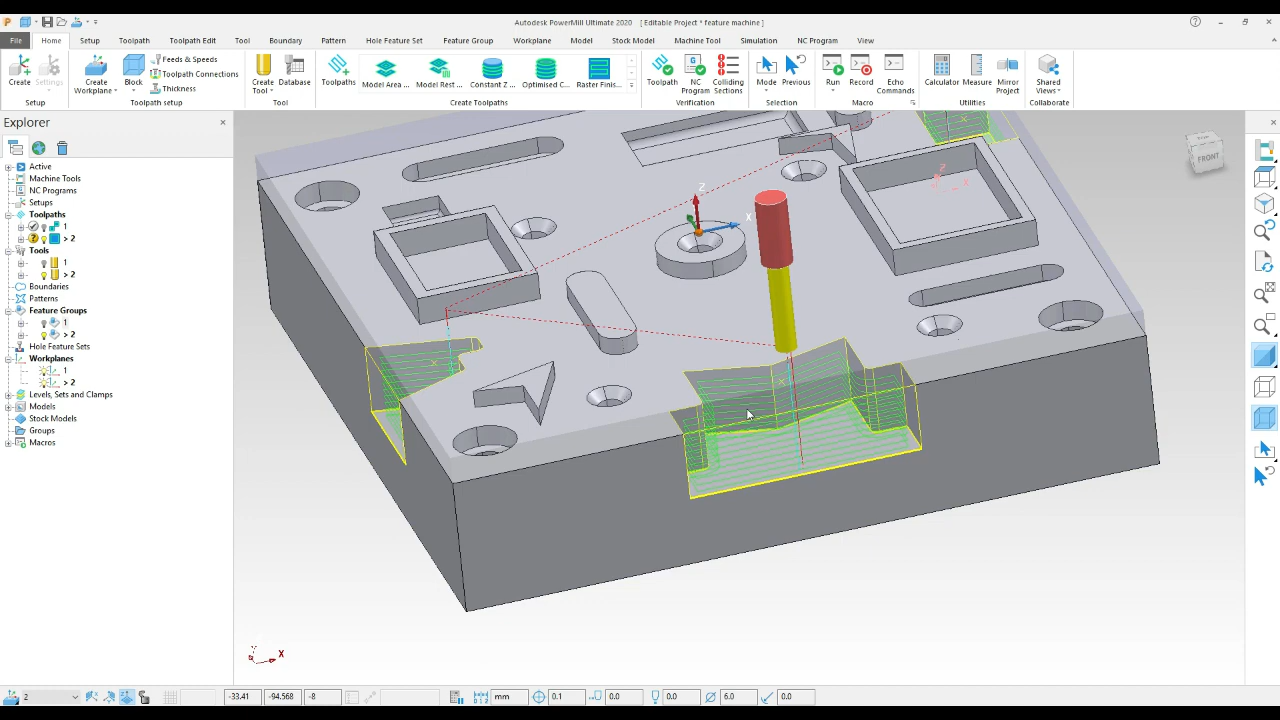 Autodesk PowerMill Ultimate 2020 [ Editable Project * feature machine ]
File Home Setup Toolpath Toolpath Edit Tool Boundary Pattern Hole Feature Set Feature Group Workplane Model Stock Model Machine Tool Simulation NC Program View
Create
Settings
Setup
Create Workplane
Block
Feeds & Speeds
Toolpath Connections
Thickness
Toolpath setup
Create Tool
Database
Tool
Toolpaths
Model Area ...
Model Rest ...
Constant Z ...
Optimised C...
Raster Finis...
Create Toolpaths
Toolpath
NC Program
Colliding Sections
Verification
Mode
Previous
Selection
Run
Record
Echo Commands
Macro
Calculator
Measure
Mirror Project
Utilities
Shared Views
Collaborate
Explorer
Active
Machine Tools
NC Programs
Setups
Toolpaths
1
> 2
Tools
1
> 2
Boundaries
Patterns
Feature Groups
1
> 2
Hole Feature Sets
Workplanes
1
> 2
Levels, Sets and Clamps
Models
Stock Models
Groups
Macros
Z
X
Z
X
FRONT
X
2 -33.41 -94.568 -8 mm 0.1 0.0 0.0 6.0 0.0